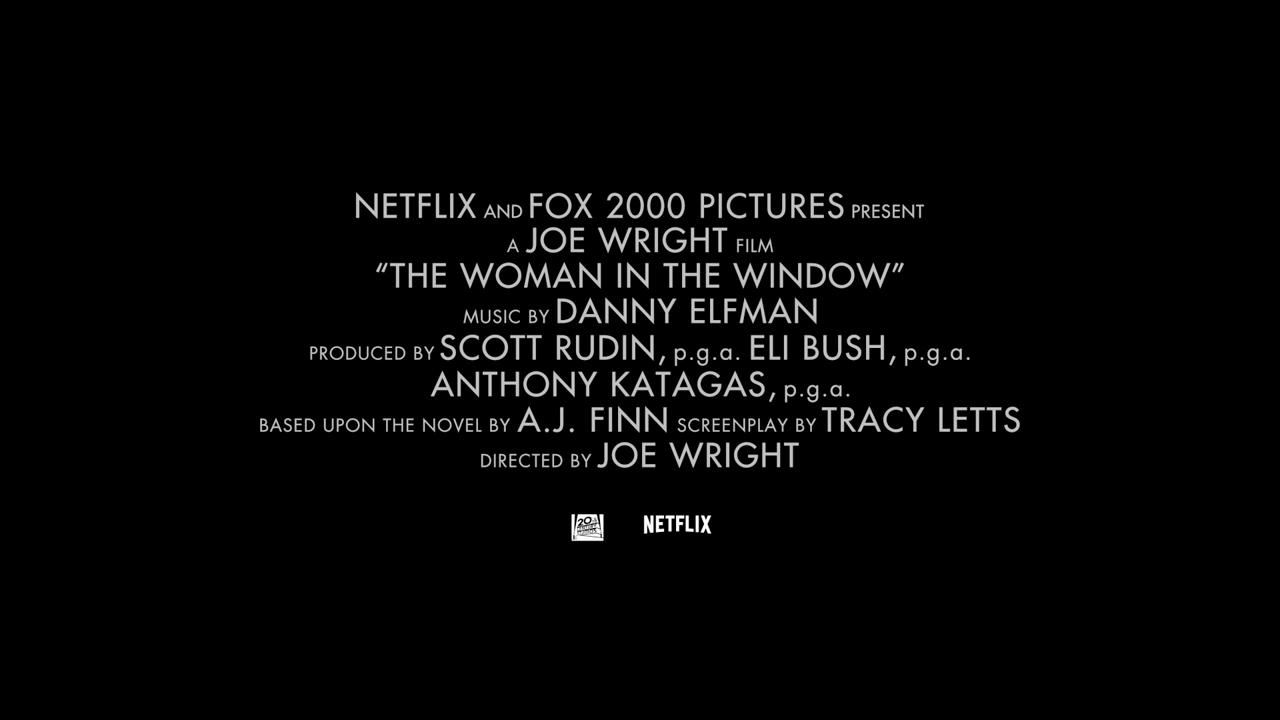 NETFLIX AND FOX 2000 PICTURES PRESENT
A JOE WRIGHT FILM
“THE WOMAN IN THE WINDOW”
MUSIC BY DANNY ELFMAN
PRODUCED BY SCOTT RUDIN, p.g.a. ELI BUSH, p.g.a.
ANTHONY KATAGAS, p.g.a.
BASED UPON THE NOVEL BY A.J. FINN SCREENPLAY BY TRACY LETTS
DIRECTED BY JOE WRIGHT
20 NETFLIX